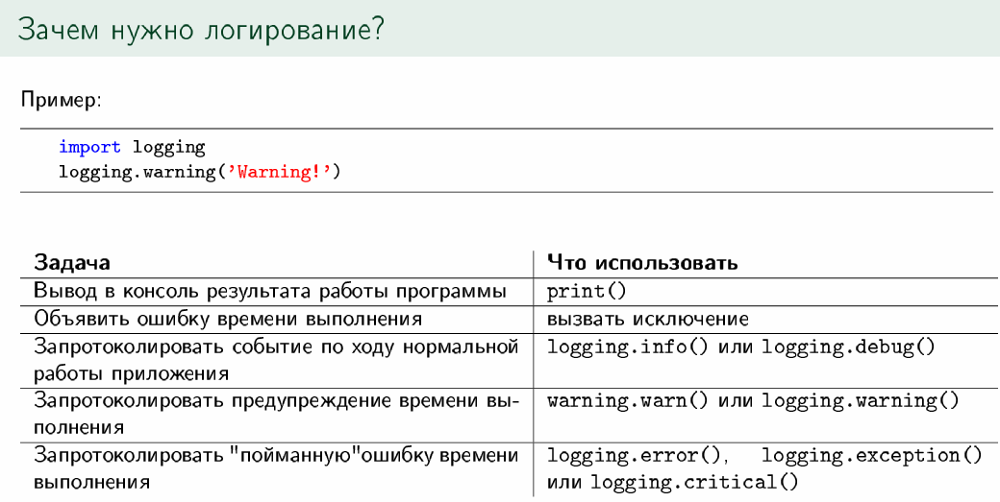 Зачем нужно логирование?
Пример:
import logging
logging.warning('Warning!')
Задача Что использовать
Вывод в консоль результата работы программы print()
Объявить ошибку времени выполнения вызвать исключение
Запротоколировать событие по ходу нормальной logging.info() или logging.debug()
работы приложения
Запротоколировать предупреждение времени вы- warning.warn() или logging.warning()
полнения
Запротоколировать "пойманную"ошибку времени logging.error(), logging.exception()
выполнения или logging.critical()